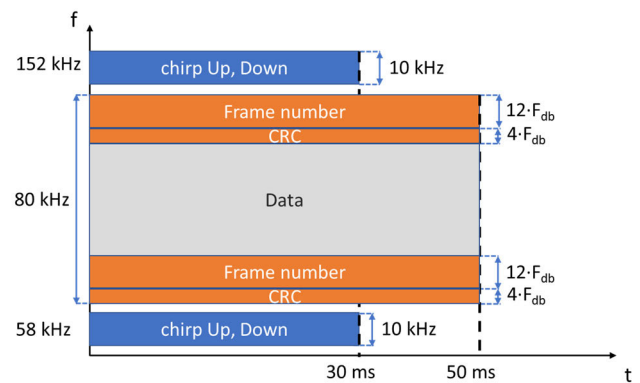 f
152 kHz
chirp Up, Down
10 kHz
Frame number
12·F_db
CRC
4·F_db
80 kHz
Data
Frame number
12·F_db
CRC
4·F_db
58 kHz
chirp Up, Down
10 kHz
30 ms
50 ms
t